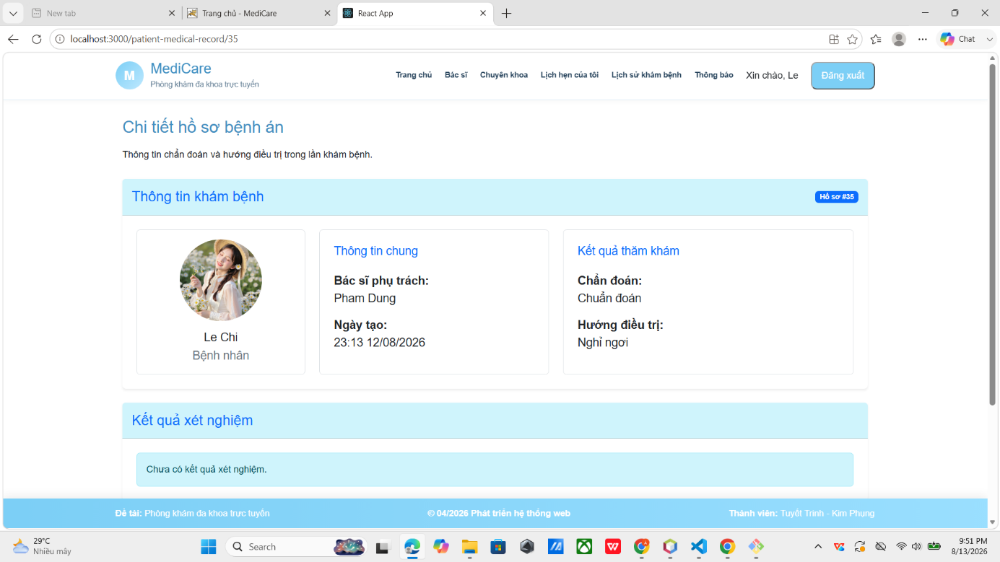 New tab
Trang chủ - MediCare
React App
localhost:3000/patient-medical-record/35
Chat
M
MediCare
Phòng khám đa khoa trực tuyến
Trang chủ Bác sĩ Chuyên khoa Lịch hẹn của tôi Lịch sử khám bệnh Thông báo Xin chào, Le Đăng xuất
Chi tiết hồ sơ bệnh án
Thông tin chẩn đoán và hướng điều trị trong lần khám bệnh.
Thông tin khám bệnh
Hồ sơ #35
Le Chi
Bệnh nhân
Thông tin chung
Bác sĩ phụ trách:
Pham Dung
Ngày tạo:
23:13 12/08/2026
Kết quả thăm khám
Chẩn đoán:
Chuẩn đoán
Hướng điều trị:
Nghỉ ngơi
Kết quả xét nghiệm
Chưa có kết quả xét nghiệm.
Đề tài: Phòng khám đa khoa trực tuyến
© 04/2026 Phát triển hệ thống web
Thành viên: Tuyết Trinh - Kim Phụng
29°C
Nhiều mây
Search
9:51 PM
8/13/2026